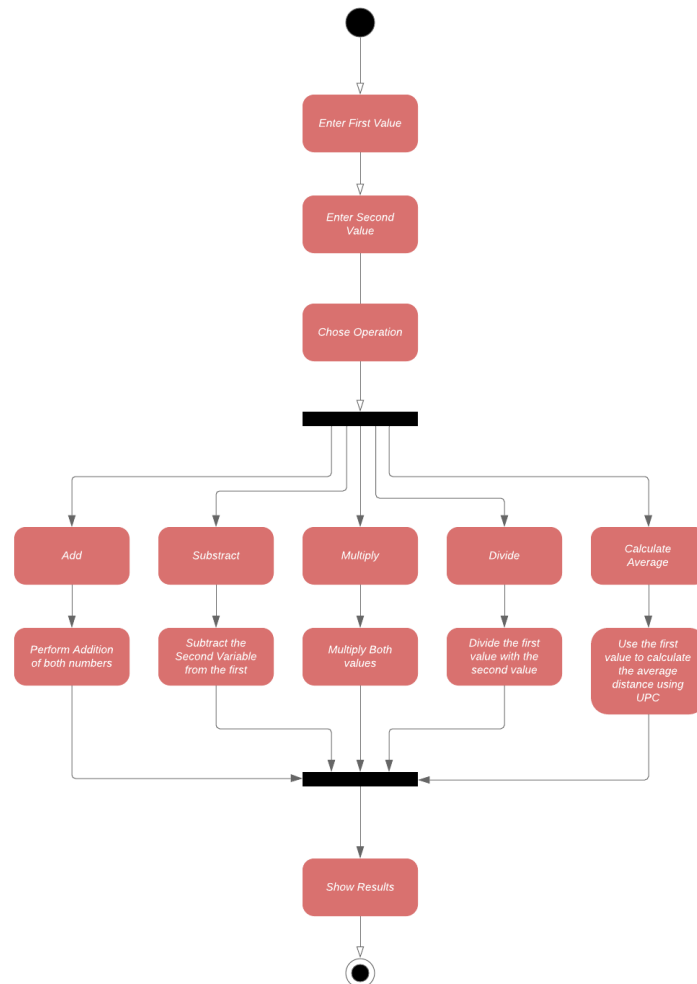 Enter First Value
Enter Second
Value
Chose Operation
Add
Substract
Multiply
Divide
Calculate
Average
Perform Addition
of both numbers
Subtract the
Second Variable
from the first
Multiply Both
values
Divide the first
value with the
second value
Use the first
value to calculate
the average
distance using
UPC
Show Results